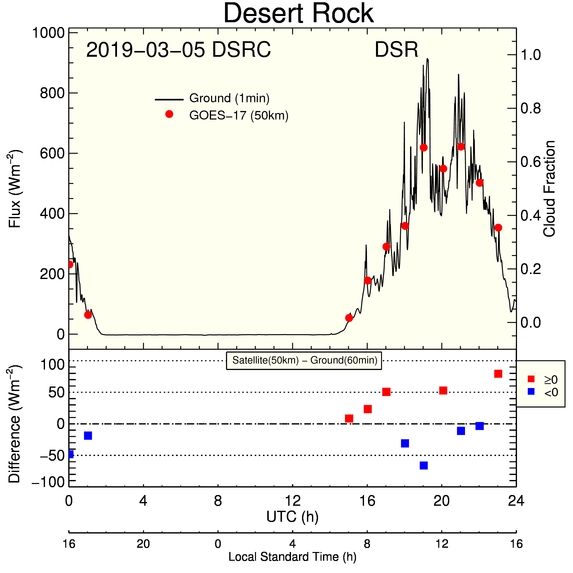 Desert Rock
2019−03−05 DSRC DSR
Ground (1min)
GOES−17 (50km)
Flux (Wm−2)
1000
800
600
400
200
0
Cloud Fraction
1.0
0.8
0.6
0.4
0.2
0.0
Satellite(50km) − Ground(60min)
Difference (Wm−2)
100
50
0
−50
−100
≥0
<0
0 4 8 12 16 20 24
UTC (h)
16 20 0 4 8 12 16
Local Standard Time (h)